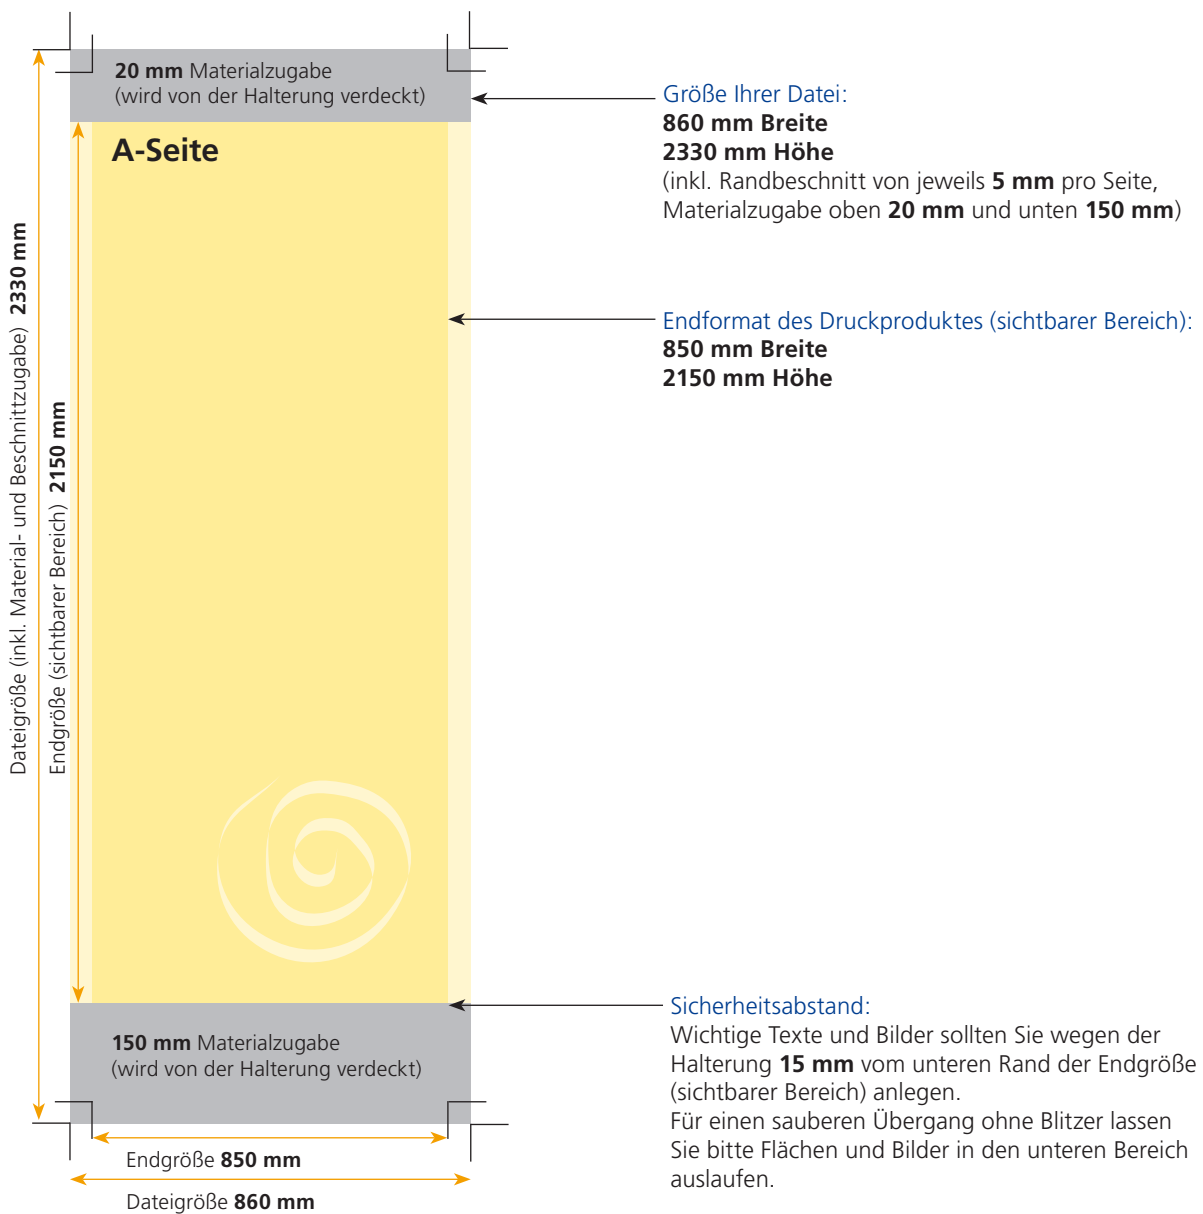 20 mm Materialzugabe
(wird von der Halterung verdeckt)
A-Seite
Größe Ihrer Datei:
860 mm Breite
2330 mm Höhe
(inkl. Randbeschnitt von jeweils 5 mm pro Seite,
Materialzugabe oben 20 mm und unten 150 mm)
Endformat des Druckproduktes (sichtbarer Bereich):
850 mm Breite
2150 mm Höhe
Dateigröße (inkl. Material- und Beschnittzugabe) 2330 mm
Endgröße (sichtbarer Bereich) 2150 mm
Sicherheitsabstand:
Wichtige Texte und Bilder sollten Sie wegen der
Halterung 15 mm vom unteren Rand der Endgröße
(sichtbarer Bereich) anlegen.
Für einen sauberen Übergang ohne Blitzer lassen
Sie bitte Flächen und Bilder in den unteren Bereich
auslaufen.
150 mm Materialzugabe
(wird von der Halterung verdeckt)
Endgröße 850 mm
Dateigröße 860 mm